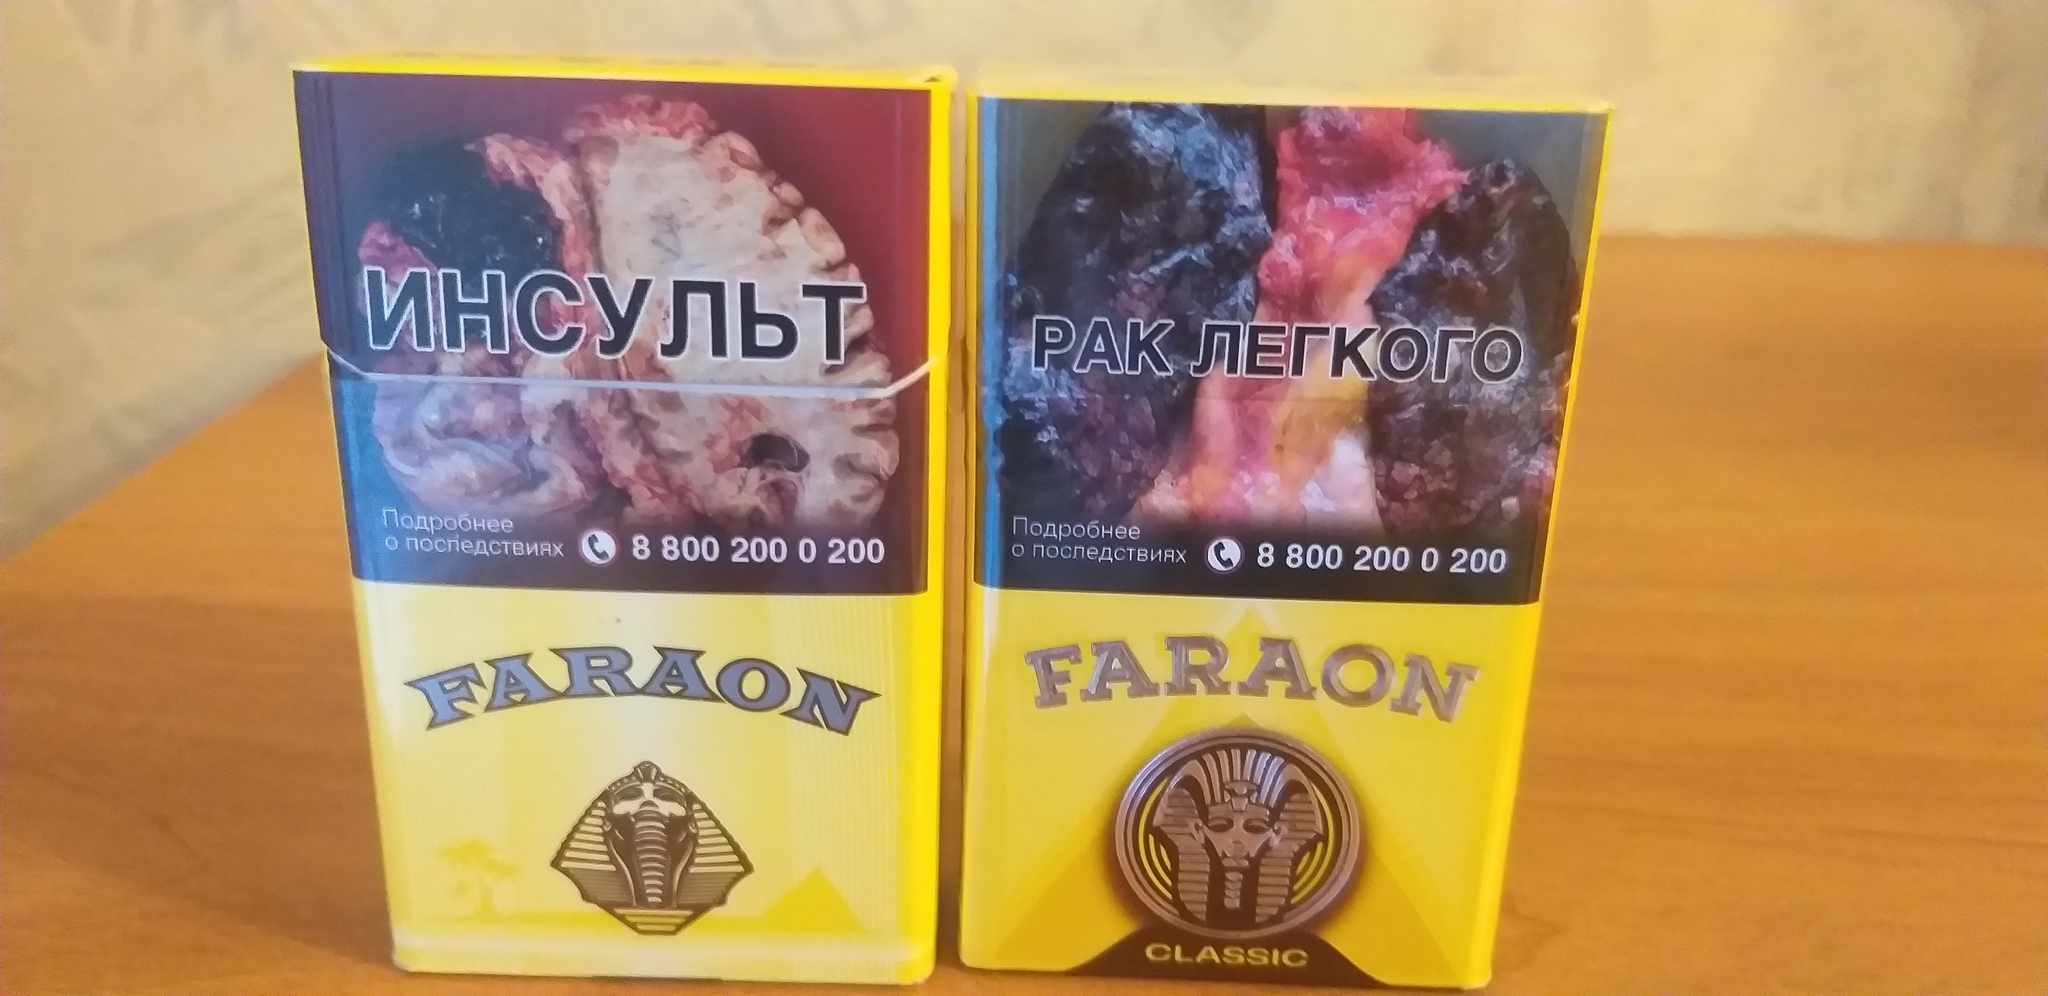 ИНСУЛЬТ
Подробнее
о последствиях 8 800 200 0 200
FARAON
РАК ЛЕГКОГО
Подробнее
о последствиях 8 800 200 0 200
FARAON
CLASSIC